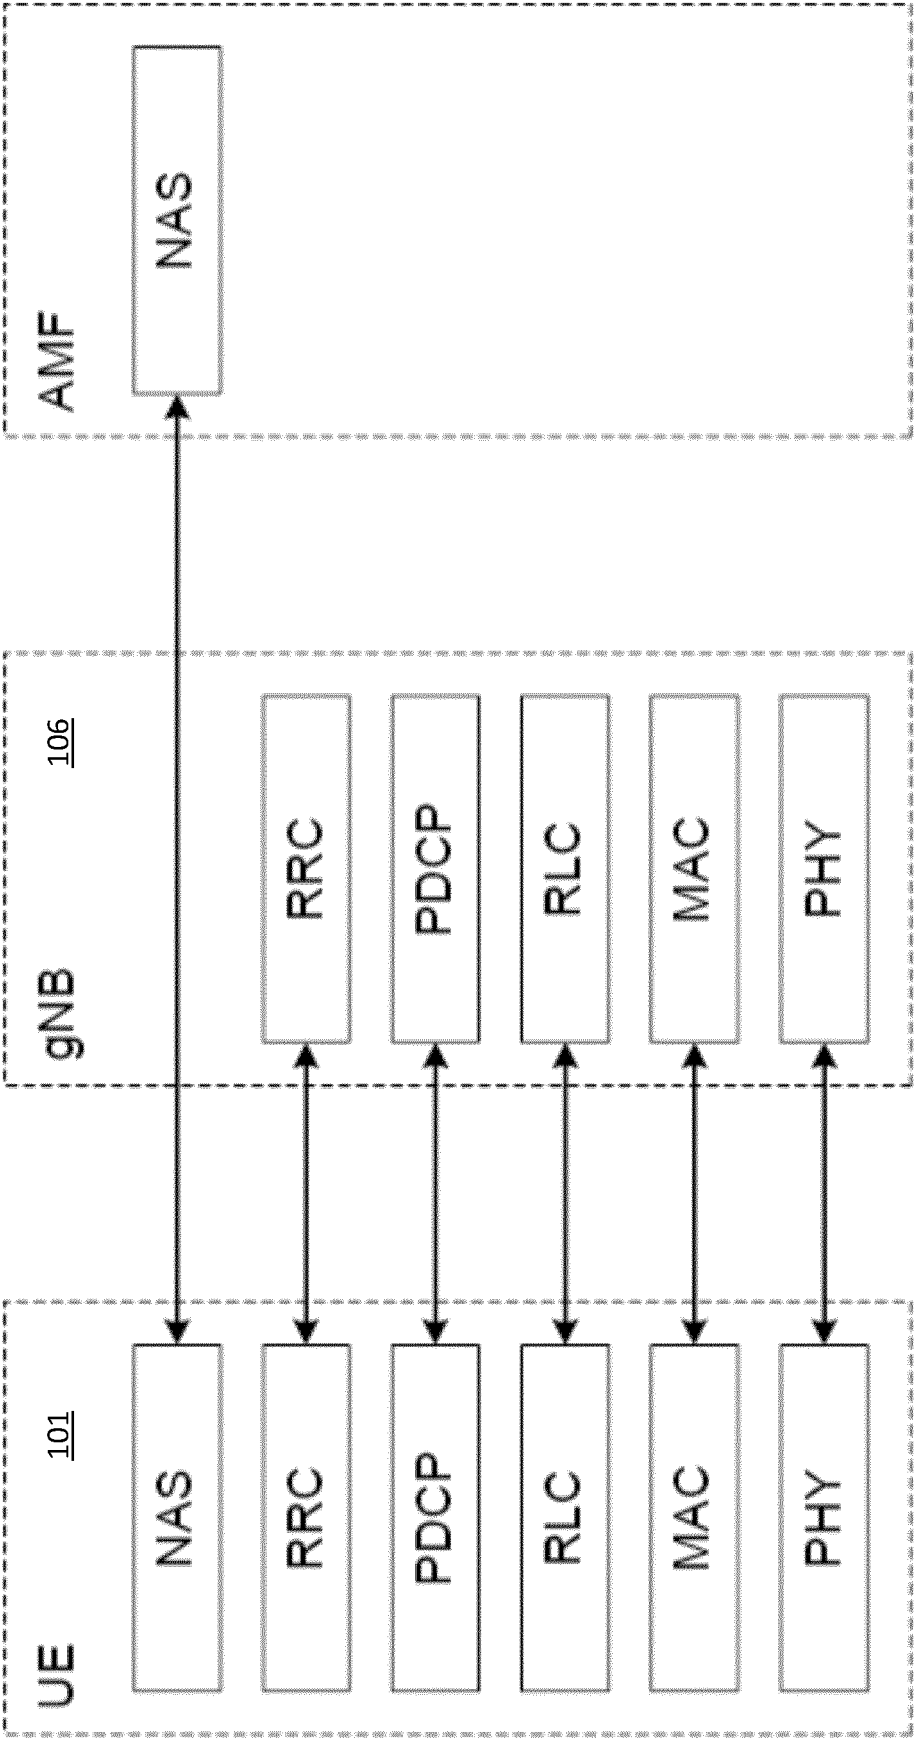 UE 101
NAS
RRC
PDCP
RLC
MAC
PHY
gNB 106
RRC
PDCP
RLC
MAC
PHY
AMF
NAS